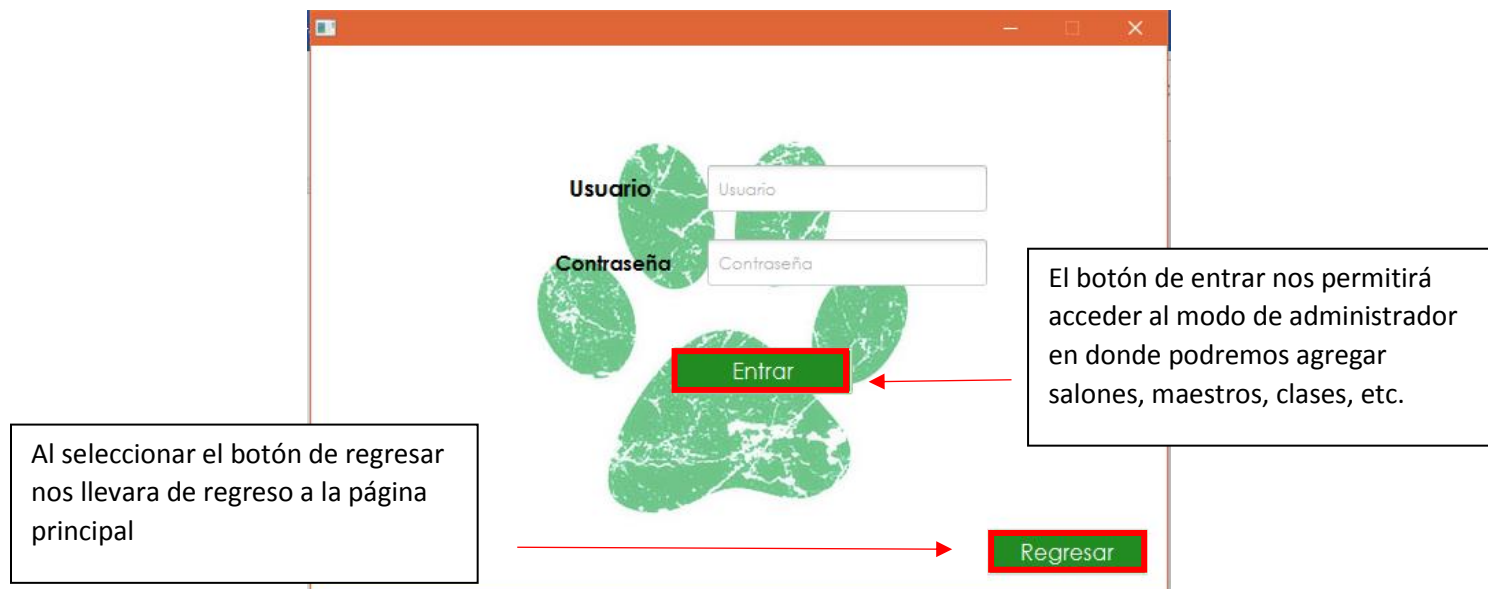 Usuario
Usuario
Contraseña
Contraseña
El botón de entrar nos permitirá
acceder al modo de administrador
en donde podremos agregar
salones, maestros, clases, etc.
Entrar
Al seleccionar el botón de regresar
nos llevara de regreso a la página
principal
Regresar